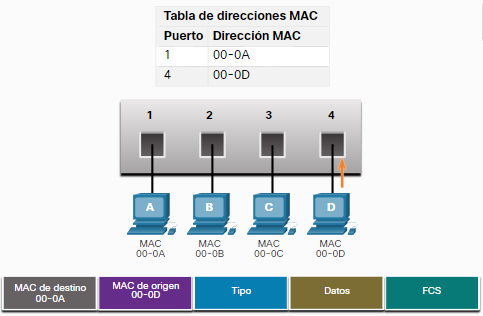 Tabla de direcciones MAC
Puerto Dirección MAC
1 00-0A
4 00-0D
1 2 3 4
A B C D
MAC MAC MAC MAC
00-0A 00-0B 00-0C 00-0D
MAC de destino MAC de origen Tipo Datos FCS
00-0A 00-0D